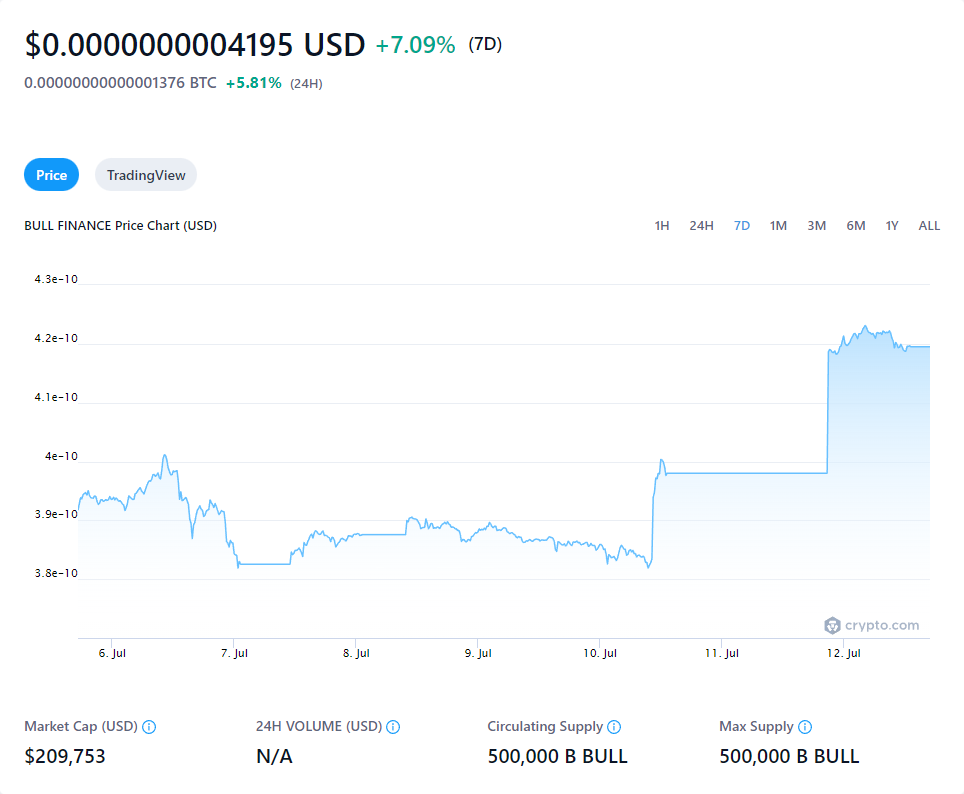 $0.0000000004195 USD +7.09% (7D)
0.00000000000001376 BTC +5.81% (24H)
Price TradingView
BULL FINANCE Price Chart (USD) 1H 24H 7D 1M 3M 6M 1Y ALL
4.3e-10
4.2e-10
4.1e-10
4e-10
3.9e-10
3.8e-10
crypto.com
6. Jul 7. Jul 8. Jul 9. Jul 10. Jul 11. Jul 12. Jul
Market Cap (USD) 24H VOLUME (USD) Circulating Supply Max Supply
$209,753 N/A 500,000 B BULL 500,000 B BULL